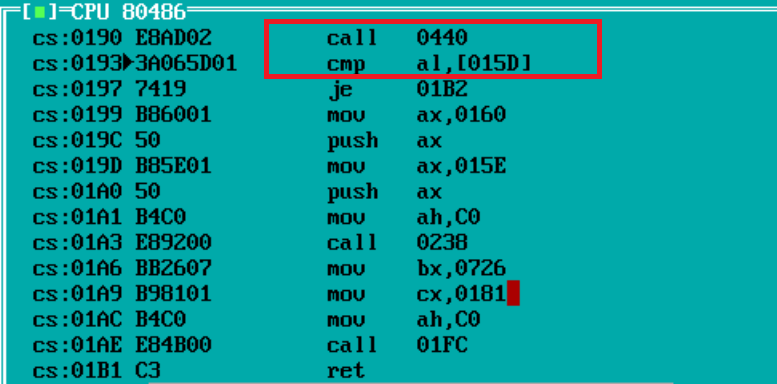 [■]=CPU 80486
cs:0190 E8AD02 call 0440
cs:0193▶3A065D01 cmp al,[015D]
cs:0197 7419 je 01B2
cs:0199 B86001 mov ax,0160
cs:019C 50 push ax
cs:019D B85E01 mov ax,015E
cs:01A0 50 push ax
cs:01A1 B4C0 mov ah,C0
cs:01A3 E89200 call 0238
cs:01A6 BB2607 mov bx,0726
cs:01A9 B98101 mov cx,0181
cs:01AC B4C0 mov ah,C0
cs:01AE E84B00 call 01FC
cs:01B1 C3 ret